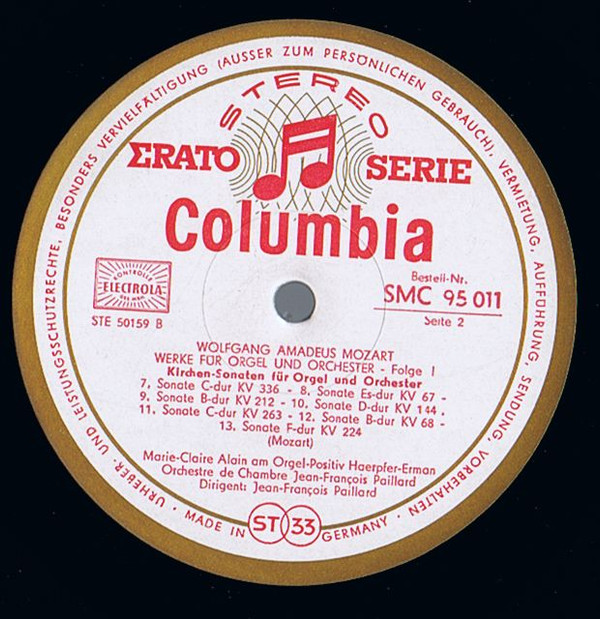 URHEBER- UND LEISTUNGSSCHUTZRECHTE, BESONDERS VERVIELFÄLTIGUNG (AUSSER ZUM PERSÖNLICHEN GEBRAUCH), VERMIETUNG, AUFFÜHRUNG, SENDUNG, VORBEHALTEN
STEREO
ΣRATO SERIE
Columbia
ELECTROLA
Bestell-Nr.
SMC 95 011
STE 50159 B
Seite 2
WOLFGANG AMADEUS MOZART
WERKE FÜR ORGEL UND ORCHESTER - Folge I
Kirchen-Sonaten für Orgel und Orchester
7. Sonate C-dur KV 336 - 8. Sonate Es-dur KV 67 -
9. Sonate B-dur KV 212 - 10. Sonate D-dur KV 144 -
11. Sonate C-dur KV 263 - 12. Sonate B-dur KV 68 -
13. Sonate F-dur KV 224
(Mozart)
Marie-Claire Alain am Orgel-Positiv Haerpfer-Erman
Orchestre de Chambre Jean-François Paillard
Dirigent: Jean-François Paillard
· MADE IN ST 33 GERMANY ·